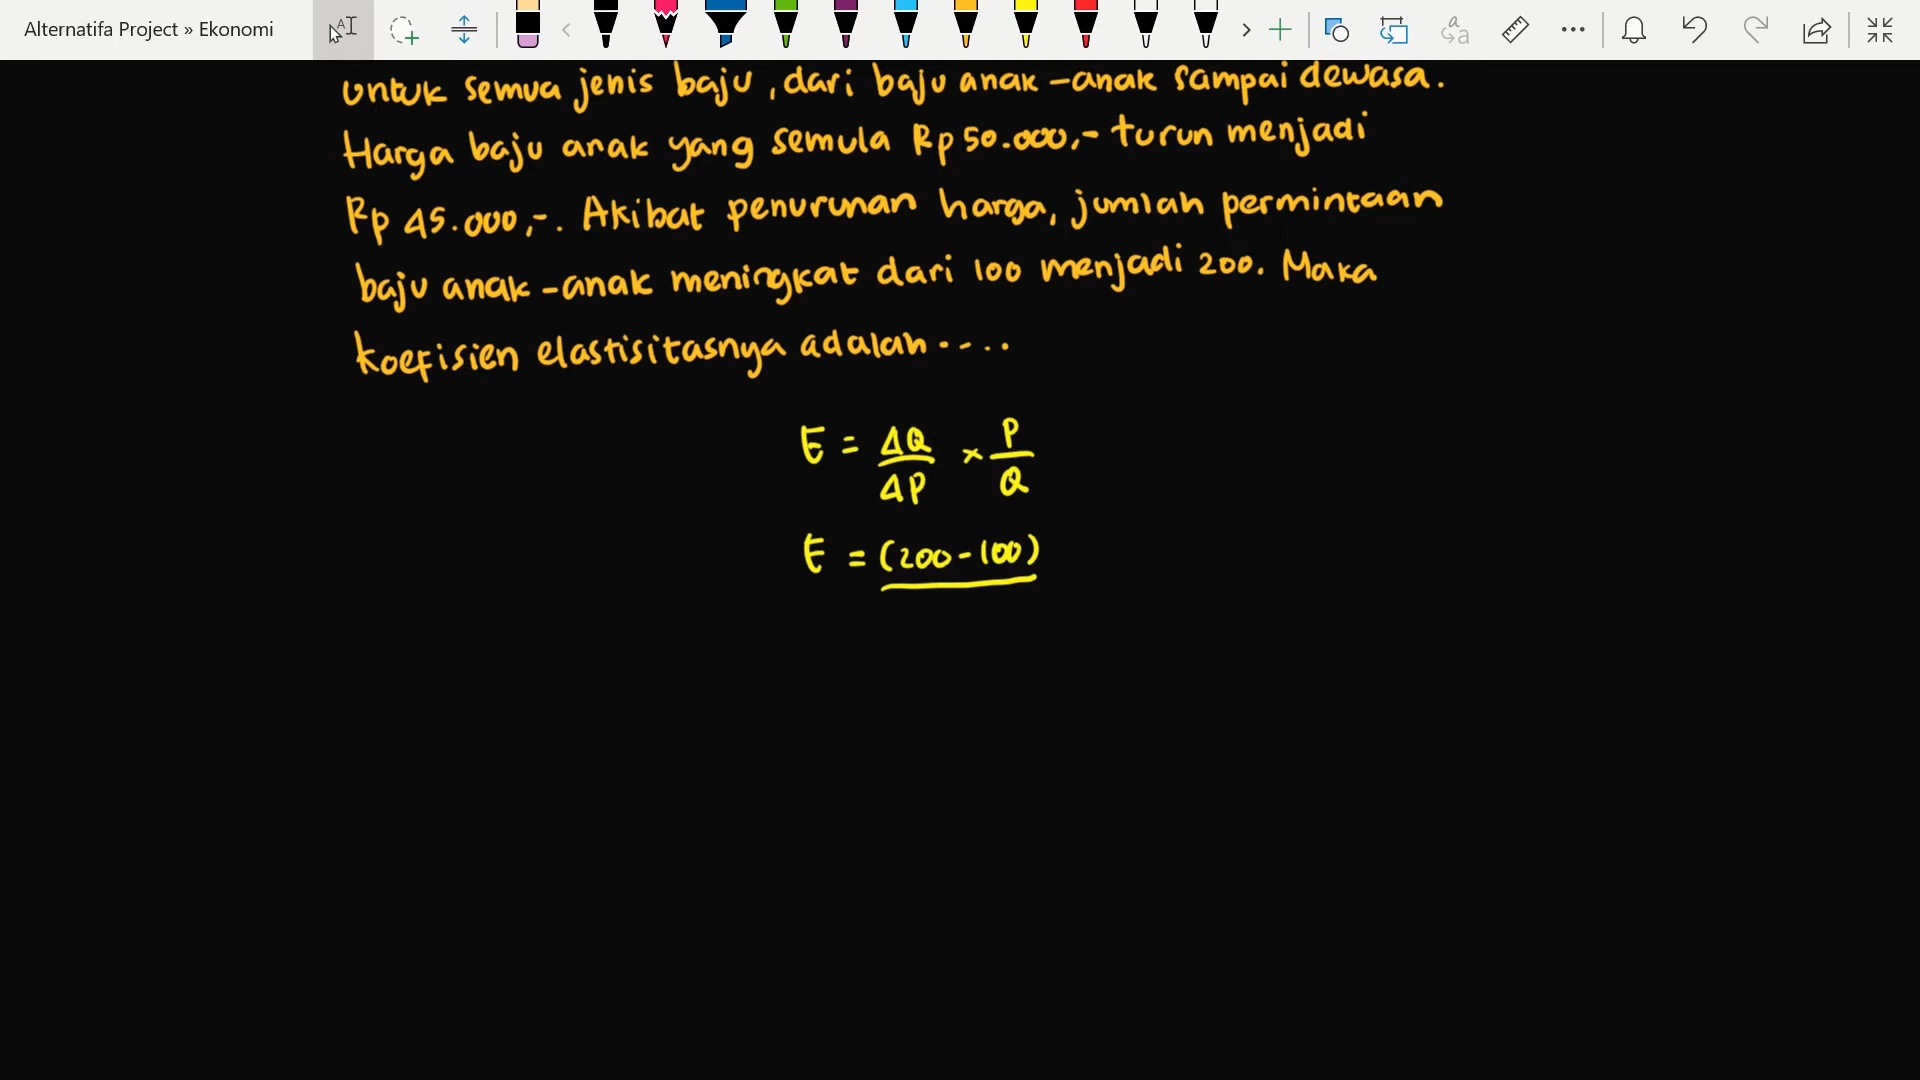 Alternatifa Project » Ekonomi
untuk semua jenis baju, dari baju anak-anak sampai dewasa.
Harga baju anak yang semula Rp 50.000,- turun menjadi
Rp 45.000,-. Akibat penurunan harga, jumlah permintaan
baju anak-anak meningkat dari 100 menjadi 200. Maka
koefisien elastisitasnya adalah ....
E = ΔQ/ΔP × P/Q
E = (200-100)